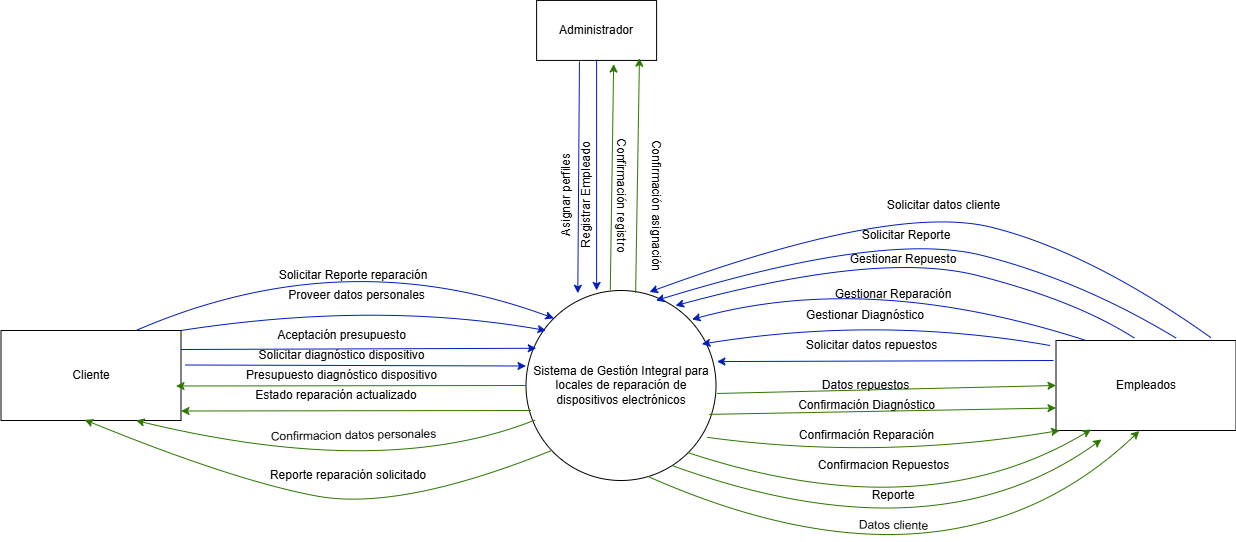 Administrador
Asignar perfiles
Registrar Empleado
Confirmación registro
Confirmación asignación
Solicitar datos cliente
Solicitar Reporte
Gestionar Repuesto
Gestionar Reparación
Gestionar Diagnóstico
Solicitar datos repuestos
Solicitar Reporte reparación
Proveer datos personales
Aceptación presupuesto
Solicitar diagnóstico dispositivo
Presupuesto diagnóstico dispositivo
Estado reparación actualizado
Confirmacion datos personales
Reporte reparación solicitado
Cliente
Sistema de Gestión Integral para
locales de reparación de
dispositivos electrónicos
Empleados
Datos repuestos
Confirmación Diagnóstico
Confirmación Reparación
Confirmacion Repuestos
Reporte
Datos cliente